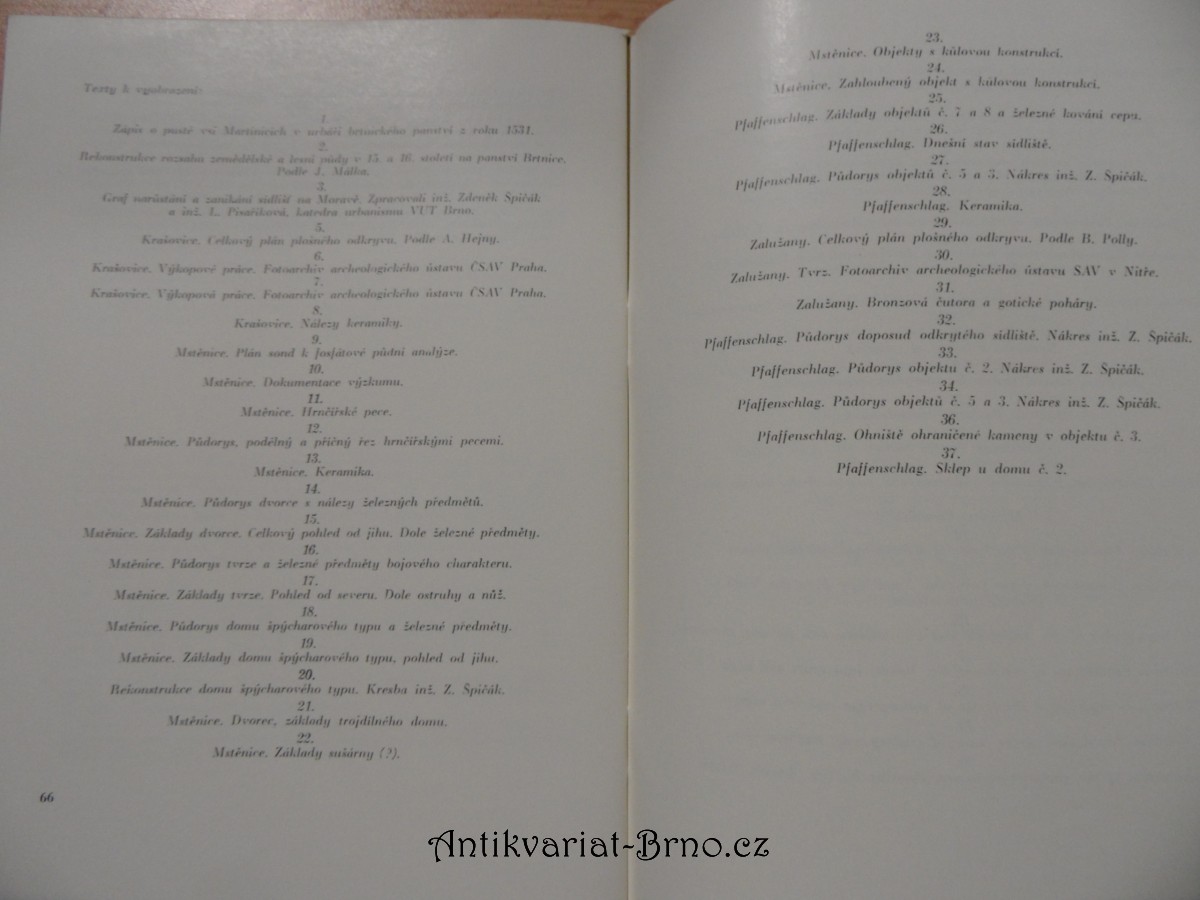 Texty k vyobrazení:
1.
Zápis o pusté vsi Martinicích v urbáři brtnického panství z roku 1531.
2.
Rekonstrukce rozsahu zemědělské a lesní půdy v 15. a 16. století na panství Brtnice.
Podle J. Málka.
3.
Graf narůstání a zanikání sídlišť na Moravě. Zpracovali inž. Zdeněk Špičák
a inž. L. Písaříková, katedra urbanismu VUT Brno.
5.
Krašovice. Celkový plán plošného odkryvu. Podle A. Hejny.
6.
Krašovice. Výkopové práce. Fotoarchiv archeologického ústavu ČSAV Praha.
7.
Krašovice. Výkopová práce. Fotoarchiv archeologického ústavu ČSAV Praha.
8.
Krašovice. Nálezy keramiky.
9.
Mstěnice. Plán sond k fosfátové půdní analýze.
10.
Mstěnice. Dokumentace výzkumu.
11.
Mstěnice. Hrnčířské pece.
12.
Mstěnice. Půdorys, podélný a příčný řez hrnčířskými pecemi.
13.
Mstěnice. Keramika.
14.
Mstěnice. Půdorys dvorce s nálezy železných předmětů.
15.
Mstěnice. Základy dvorce. Celkový pohled od jihu. Dole železné předměty.
16.
Mstěnice. Půdorys tvrze a železné předměty bojového charakteru.
17.
Mstěnice. Základy tvrze. Pohled od severu. Dole ostruhy a nůž.
18.
Mstěnice. Půdorys domu špýcharového typu a železné předměty.
19.
Mstěnice. Základy domu špýcharového typu, pohled od jihu.
20.
Rekonstrukce domu špýcharového typu. Kresba inž. Z. Špičák.
21.
Mstěnice. Dvorec, základy trojdílného domu.
22.
Mstěnice. Základy sušárny (?).
66
23.
Mstěnice. Objekty s kůlovou konstrukcí.
24.
Mstěnice. Zahloubený objekt s kůlovou konstrukcí.
25.
Pfaffenschlag. Základy objektů č. 7 a 8 a železné kování cepu.
26.
Pfaffenschlag. Dnešní stav sídliště.
27.
Pfaffenschlag. Půdorys objektů č. 5 a 3. Nákres inž. Z. Špičák.
28.
Pfaffenschlag. Keramika.
29.
Zalužany. Celkový plán plošného odkryvu. Podle B. Polly.
30.
Zalužany. Tvrz. Fotoarchiv archeologického ústavu SAV v Nitře.
31.
Zalužany. Bronzová čutora a gotické poháry.
32.
Pfaffenschlag. Půdorys doposud odkrytého sídliště. Nákres inž. Z. Špičák.
33.
Pfaffenschlag. Půdorys objektu č. 2. Nákres inž. Z. Špičák.
34.
Pfaffenschlag. Půdorys objektů č. 5 a 3. Nákres inž. Z. Špičák.
36.
Pfaffenschlag. Ohniště ohraničené kameny v objektu č. 3.
37.
Pfaffenschlag. Sklep u domu č. 2.
Antikvariat-Brno.cz